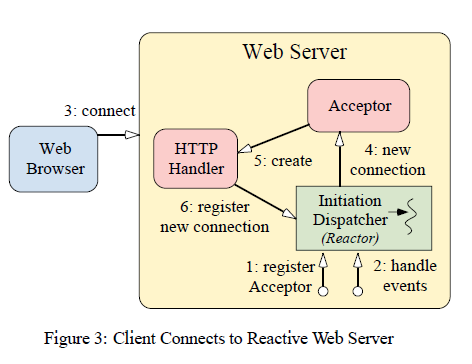 Web Server
3: connect
Acceptor
Web
Browser
HTTP
Handler
5: create
4: new
connection
6: register
new connection
Initiation
Dispatcher
(Reactor)
1: register
Acceptor
2: handle
events
Figure 3: Client Connects to Reactive Web Server